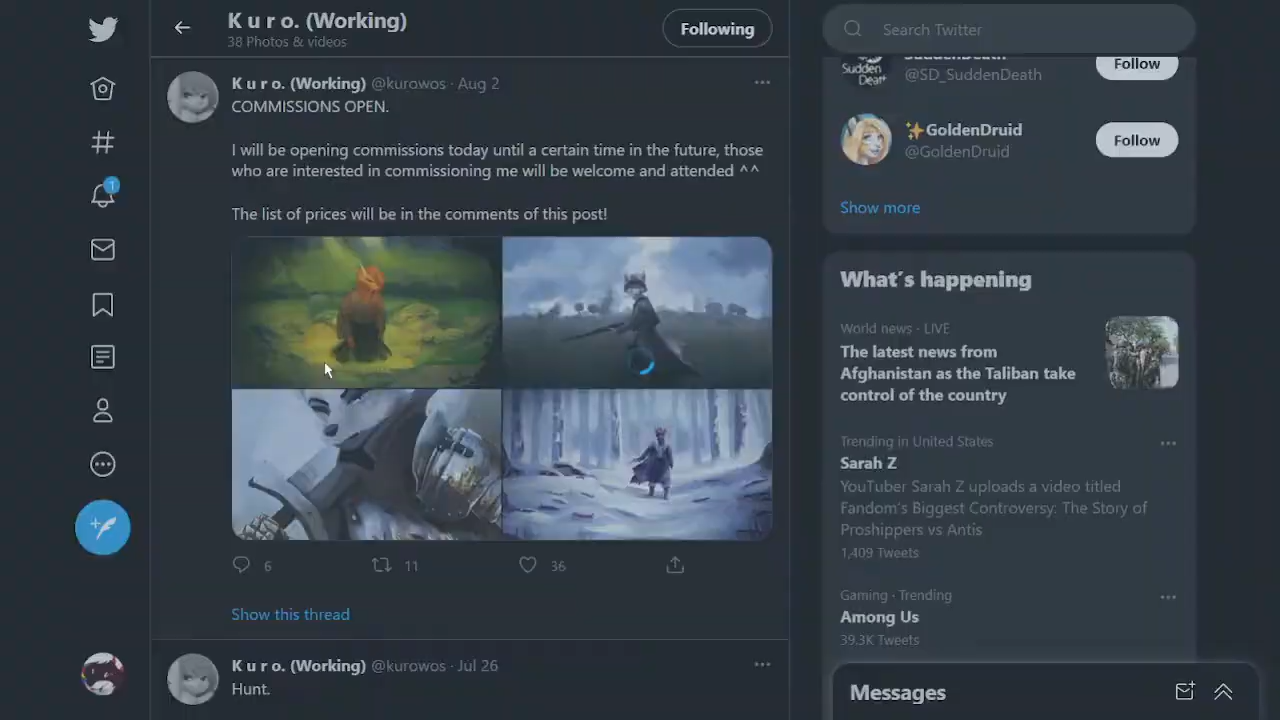 K u r o. (Working)
38 Photos & videos
Following
K u r o. (Working) @kurowos · Aug 2
COMMISSIONS OPEN.
I will be opening commissions today until a certain time in the future, those
who are interested in commissioning me will be welcome and attended ^^
The list of prices will be in the comments of this post!
6
11
36
Show this thread
K u r o. (Working) @kurowos · Jul 26
Hunt.
Search Twitter
SuddenDeath
@SD_SuddenDeath
Follow
✨GoldenDruid
@GoldenDruid
Follow
Show more
What's happening
World news · LIVE
The latest news from
Afghanistan as the Taliban take
control of the country
Trending in United States
Sarah Z
YouTuber Sarah Z uploads a video titled
Fandom's Biggest Controversy: The Story of
Proshippers vs Antis
1,409 Tweets
Gaming · Trending
Among Us
39.3K Tweets
Messages
1
Sudden
Death